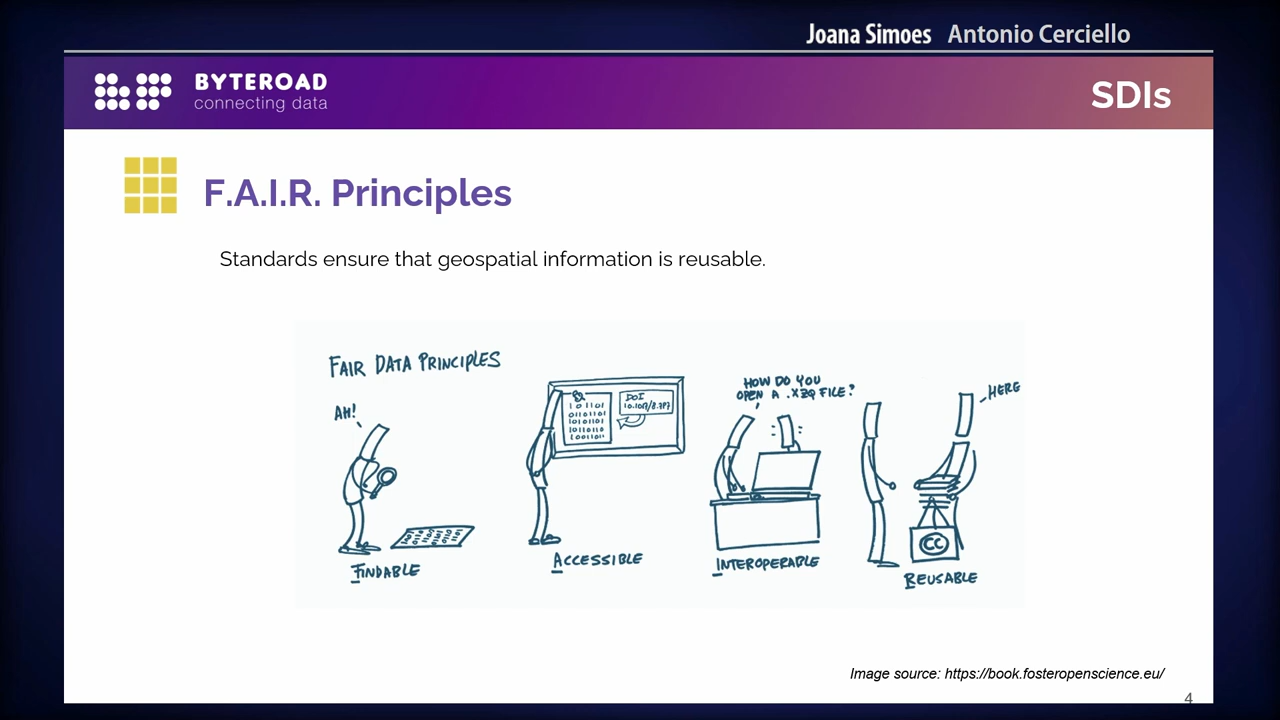 Joana Simoes Antonio Cerciello
BYTEROAD
connecting data
SDIs
F.A.I.R. Principles
Standards ensure that geospatial information is reusable.
FAIR DATA PRINCIPLES
AH!
DOI
HOW DO YOU
OPEN A .XZQ FILE?
HERE
CC
FINDABLE
ACCESSIBLE
INTEROPERABLE
REUSABLE
Image source: https://book.fosteropenscience.eu/
4